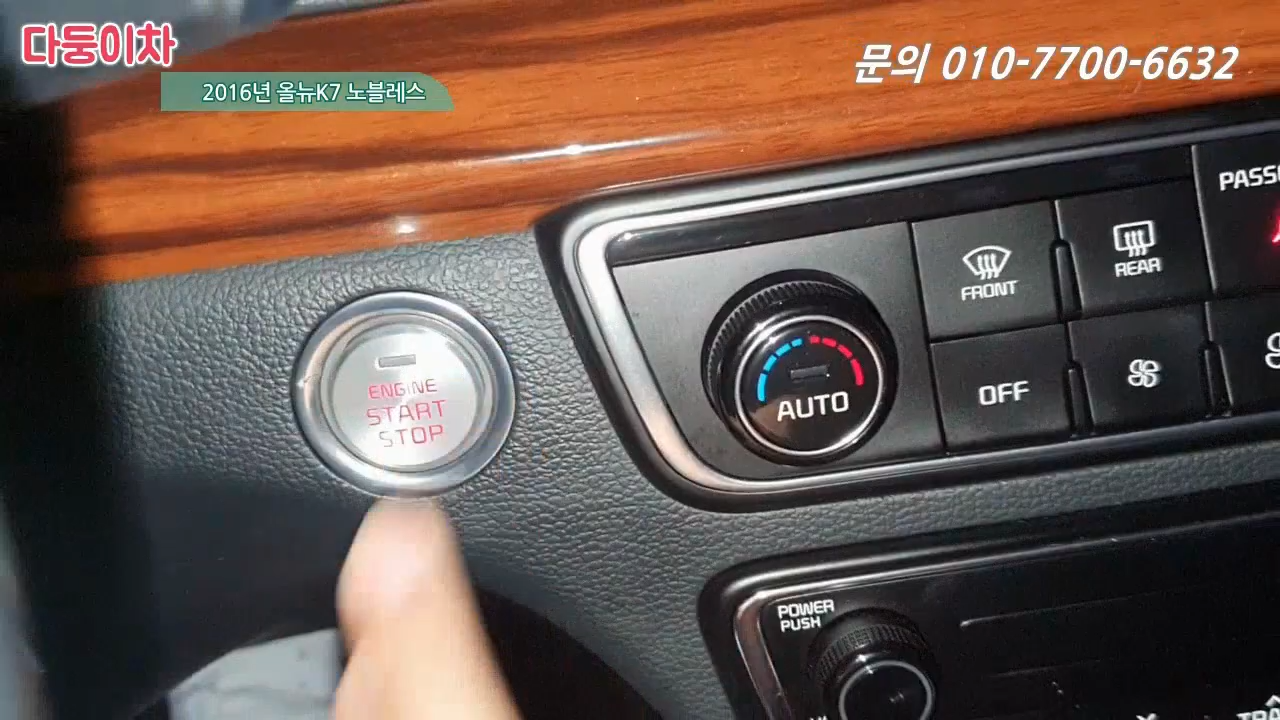 다둥이차
문의 010-7700-6632
2016년 올뉴K7 노블레스
ENGINE
START
STOP
AUTO
FRONT
REAR
OFF
POWER
PUSH